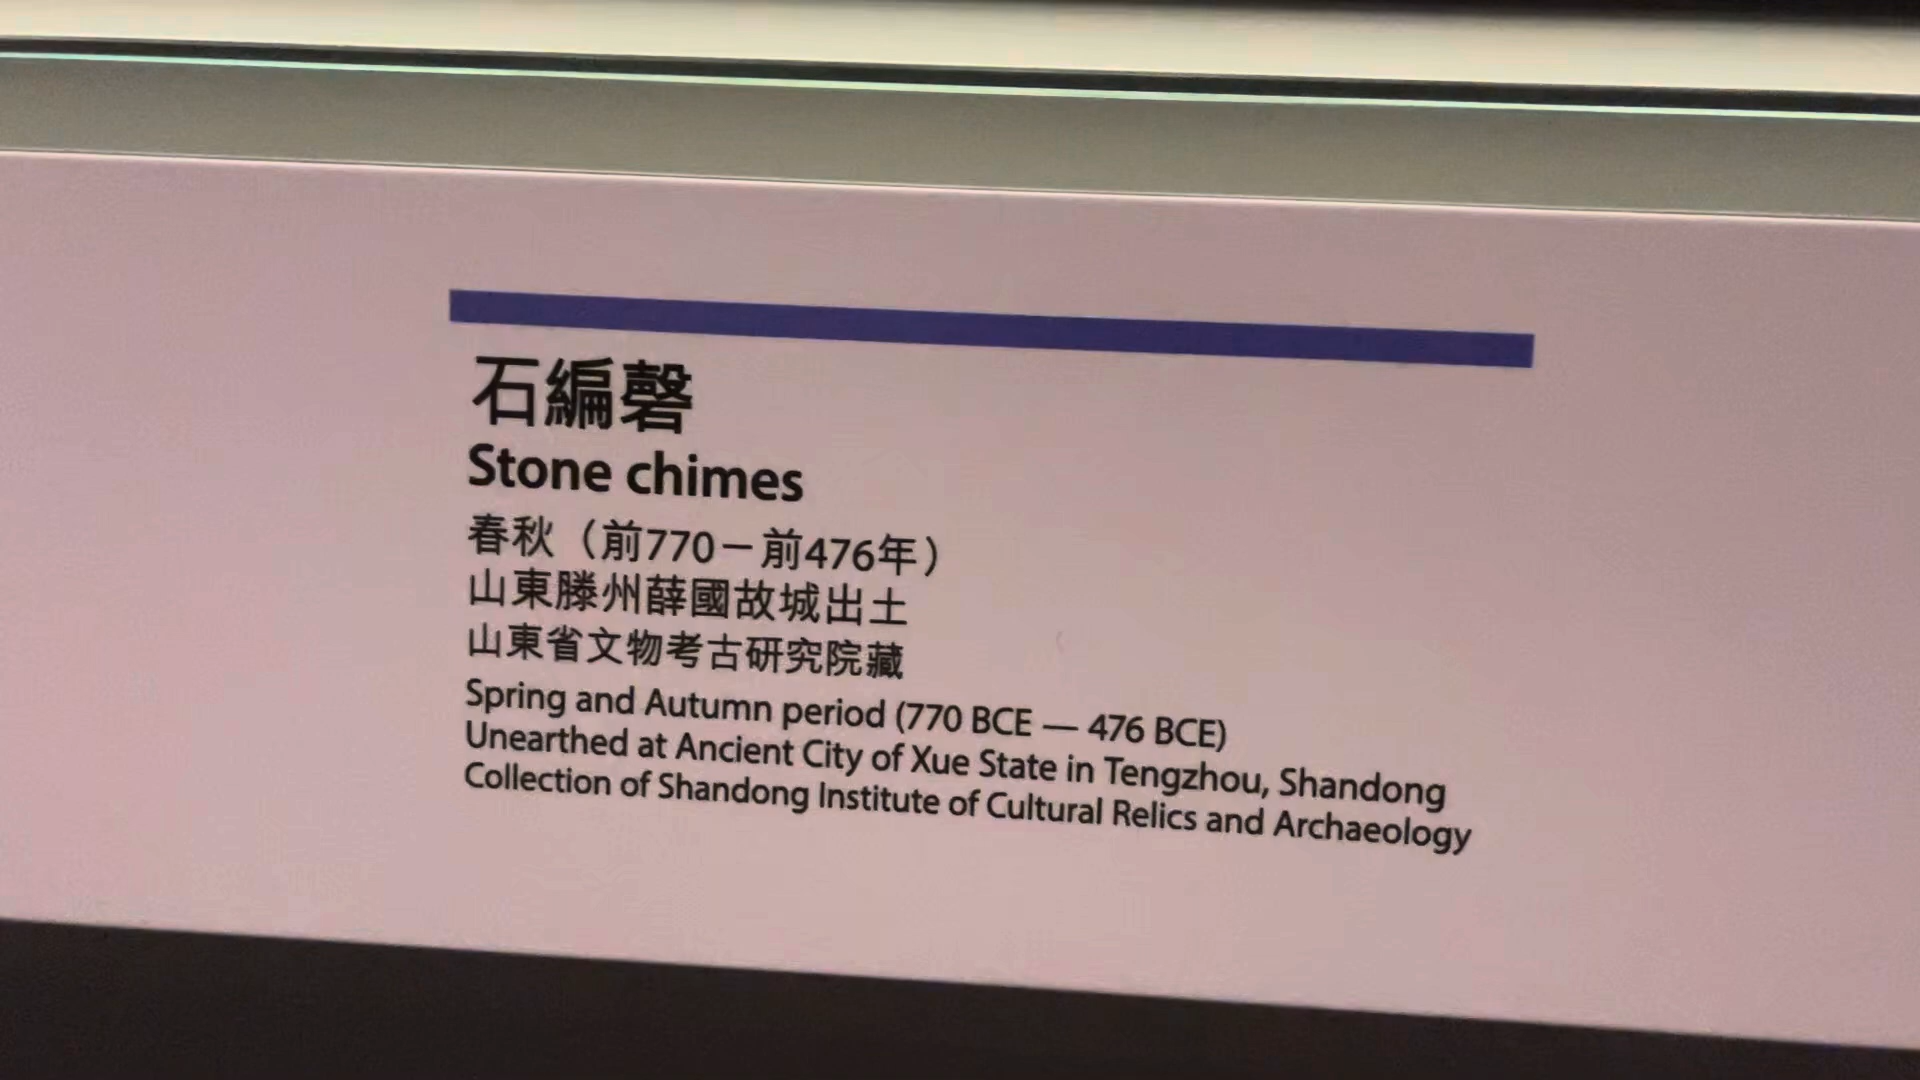 石編磬
Stone chimes
春秋（前770－前476年）
山東滕州薛國故城出土
山東省文物考古研究院藏
Spring and Autumn period (770 BCE — 476 BCE)
Unearthed at Ancient City of Xue State in Tengzhou, Shandong
Collection of Shandong Institute of Cultural Relics and Archaeology